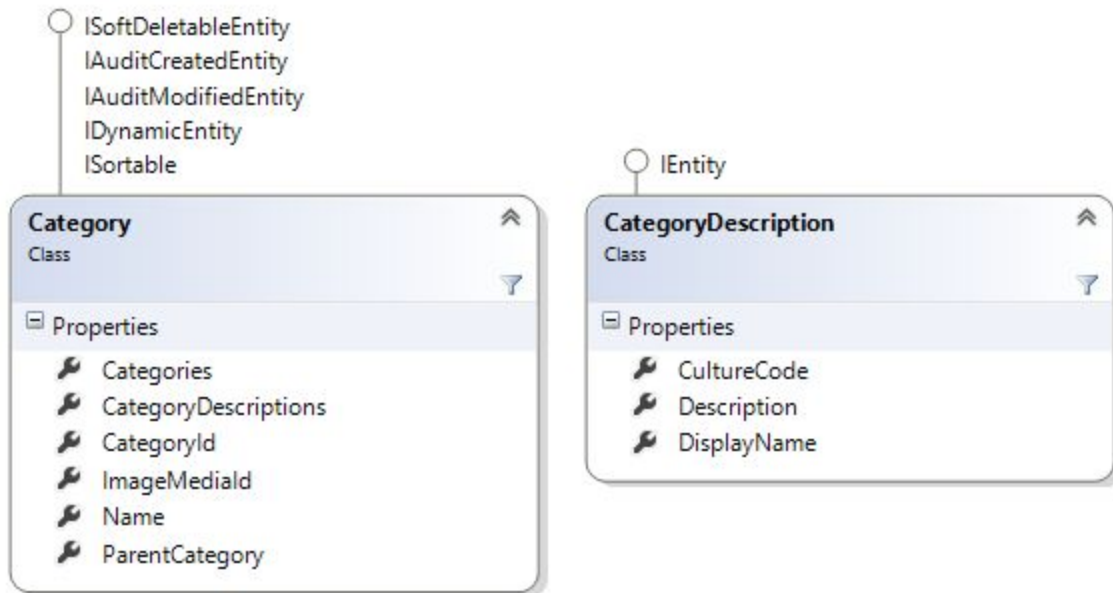 ISoftDeletableEntity
IAuditCreatedEntity
IAuditModifiedEntity
IDynamicEntity
ISortable
Category
Class
Properties
Categories
CategoryDescriptions
CategoryId
ImageMediaId
Name
ParentCategory
IEntity
CategoryDescription
Class
Properties
CultureCode
Description
DisplayName